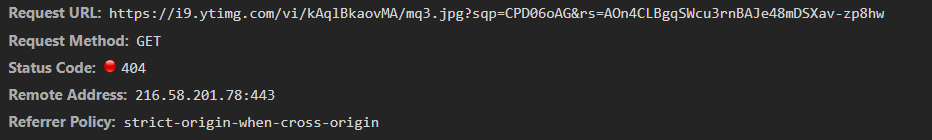 Request URL: https://i9.ytimg.com/vi/kAqlBkaovMA/mq3.jpg?sqp=CPD06oAG&rs=AOn4CLBgqSWcu3rnBAJe48mDSXav-zp8hw
Request Method: GET
Status Code: 404
Remote Address: 216.58.201.78:443
Referrer Policy: strict-origin-when-cross-origin